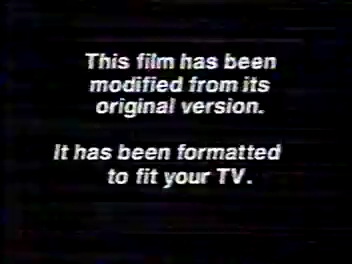 This film has been
modified from its
original version.
It has been formatted
to fit your TV.